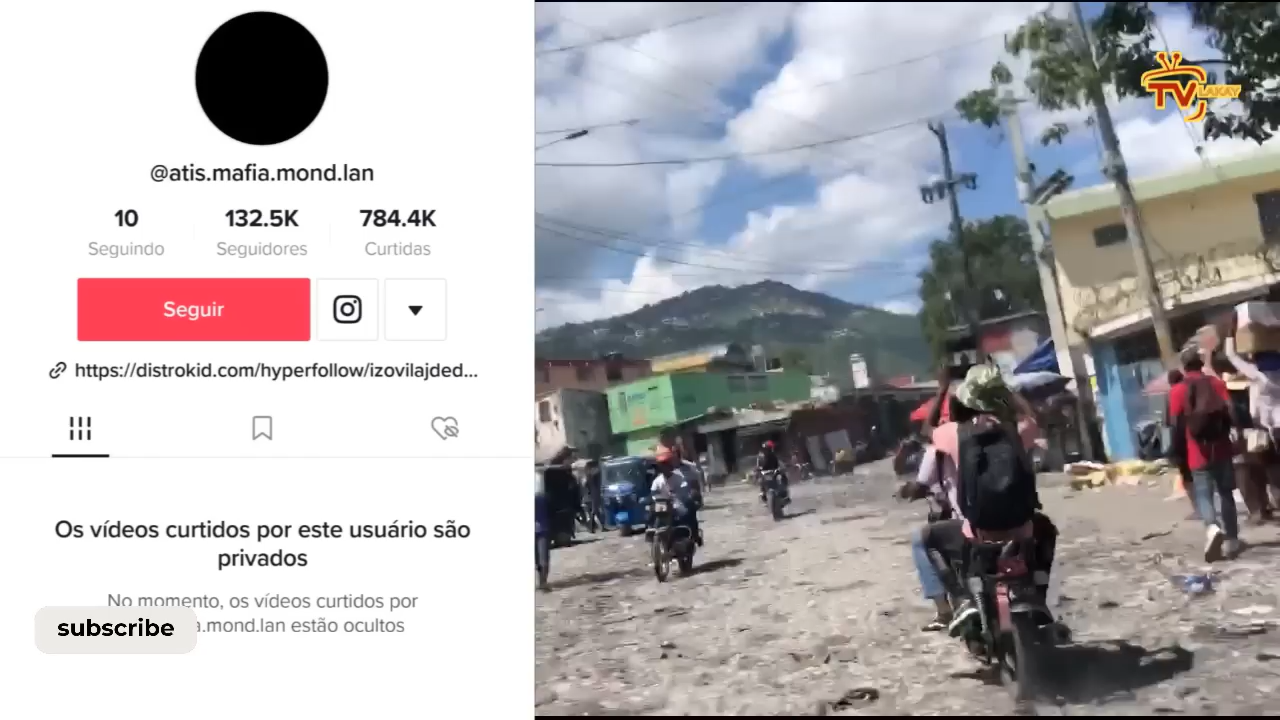 @atis.mafia.mond.lan
10
132.5K
784.4K
Seguindo
Seguidores
Curtidas
Seguir
https://distrokid.com/hyperfollow/izovilajded...
Os vídeos curtidos por este usuário são
privados
No momento, os vídeos curtidos por
a.mond.lan estão ocultos
subscribe
TV LAKAY